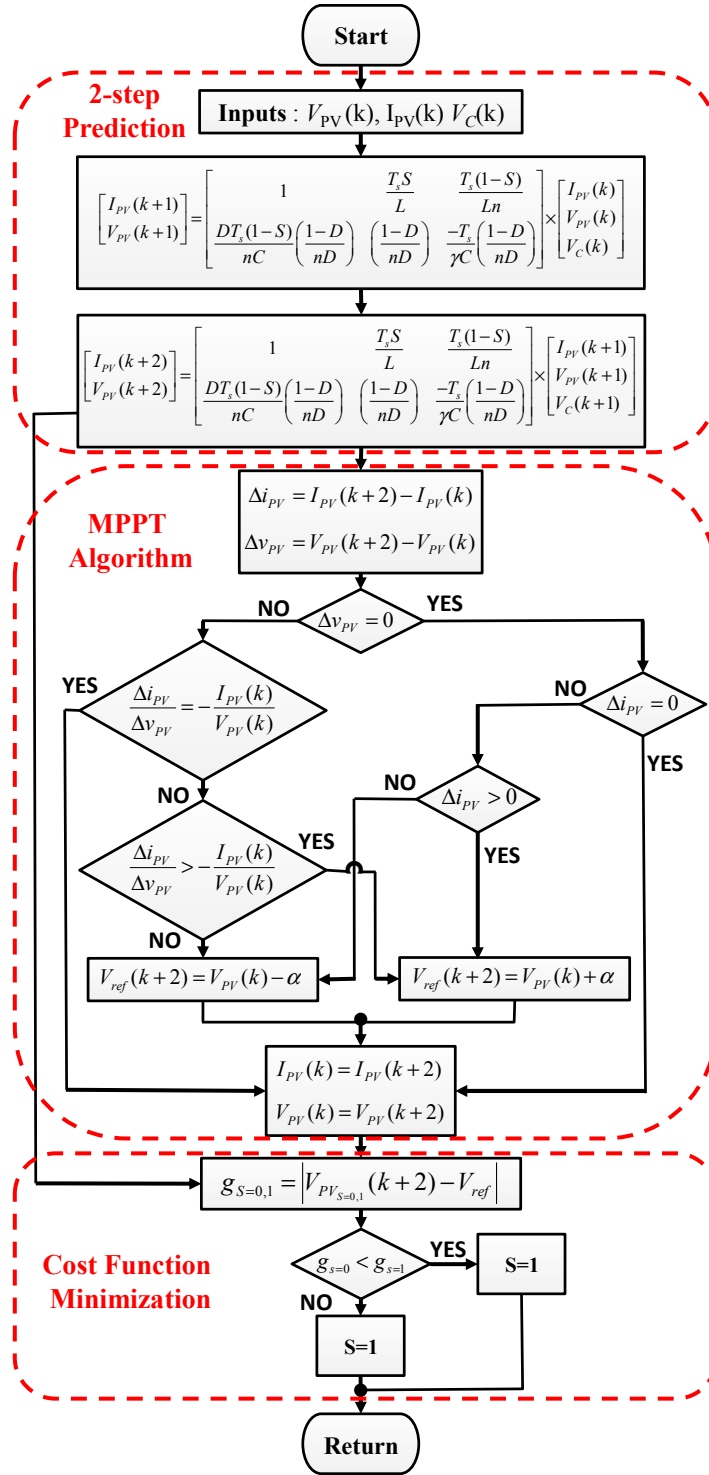 Start
2-step
Prediction
Inputs : V_PV(k), I_PV(k) V_C(k)
[I_PV(k+1) ; V_PV(k+1)] = [1  T_s S/L  T_s(1−S)/Ln ; DT_s(1−S)/nC ((1−D)/nD)  ((1−D)/nD)  −T_s/γC ((1−D)/nD)] × [I_PV(k) ; V_PV(k) ; V_C(k)]
[I_PV(k+2) ; V_PV(k+2)] = [1  T_s S/L  T_s(1−S)/Ln ; DT_s(1−S)/nC ((1−D)/nD)  ((1−D)/nD)  −T_s/γC ((1−D)/nD)] × [I_PV(k+1) ; V_PV(k+1) ; V_C(k+1)]
MPPT
Algorithm
Δi_PV = I_PV(k+2) − I_PV(k)
Δv_PV = V_PV(k+2) − V_PV(k)
NO
Δv_PV = 0
YES
YES
Δi_PV/Δv_PV = −I_PV(k)/V_PV(k)
NO
Δi_PV = 0
YES
NO
NO
Δi_PV > 0
YES
Δi_PV/Δv_PV > −I_PV(k)/V_PV(k)
YES
NO
V_ref(k+2) = V_PV(k) − α
V_ref(k+2) = V_PV(k) + α
I_PV(k) = I_PV(k+2)
V_PV(k) = V_PV(k+2)
g_S=0,1 = |V_PV_S=0,1(k+2) − V_ref|
Cost Function
Minimization
g_s=0 < g_s=1
YES
S=1
NO
S=1
Return